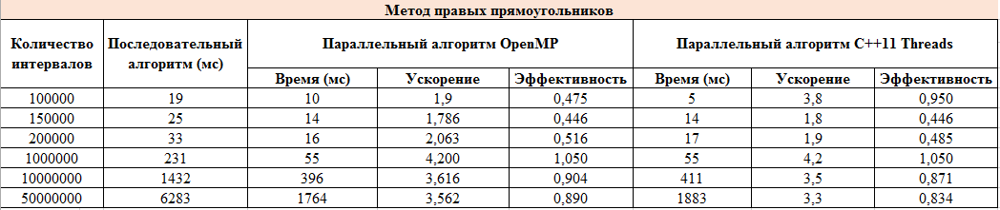 Метод правых прямоугольников
Количество интервалов Последовательный алгоритм (мс) Параллельный алгоритм OpenMP Параллельный алгоритм C++11 Threads
Время (мс) Ускорение Эффективность Время (мс) Ускорение Эффективность
100000 19 10 1,9 0,475 5 3,8 0,950
150000 25 14 1,786 0,446 14 1,8 0,446
200000 33 16 2,063 0,516 17 1,9 0,485
1000000 231 55 4,200 1,050 55 4,2 1,050
10000000 1432 396 3,616 0,904 411 3,5 0,871
50000000 6283 1764 3,562 0,890 1883 3,3 0,834